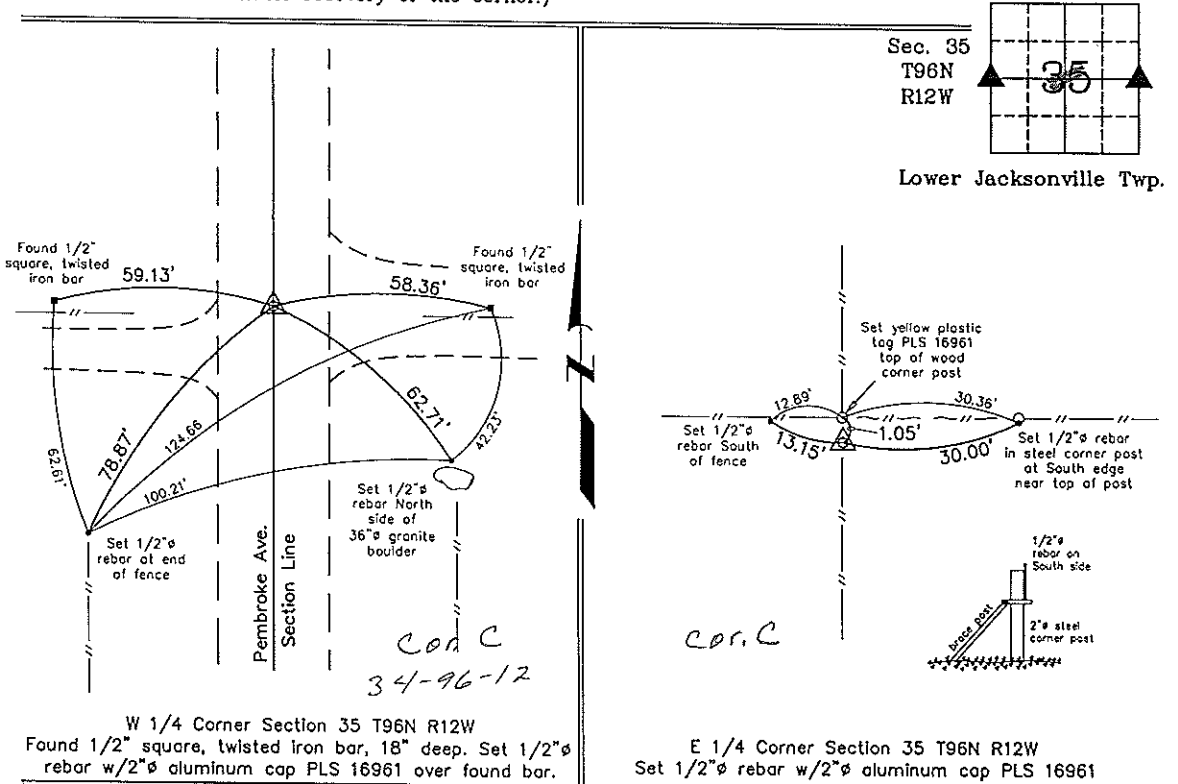 Sec. 35
T96N
R12W
35
Lower Jacksonville Twp.
Found 1/2"
square, twisted
iron bar
59.13'
58.36'
Found 1/2"
square, twisted
iron bar
78.87'
124.66
62.71'
42.23'
62.61'
100.21'
Set 1/2"ø
rebar at end
of fence
Set 1/2"ø
rebar North
side of
36"ø granite
boulder
Pembroke Ave.
Section Line
Cor. C
34-96-12
W 1/4 Corner Section 35 T96N R12W
Found 1/2" square, twisted iron bar, 18" deep. Set 1/2"ø
rebar w/2"ø aluminum cap PLS 16961 over found bar.
Z
Set yellow plastic
tag PLS 16961
top of wood
corner post
12.89'
30.36'
1.05'
13.15'
30.00'
Set 1/2"ø
rebar South
of fence
Set 1/2"ø rebar
in steel corner post
at South edge
near top of post
1/2"ø
rebar on
South side
brace post
2"ø steel
corner post
cor. C
E 1/4 Corner Section 35 T96N R12W
Set 1/2"ø rebar w/2"ø aluminum cap PLS 16961